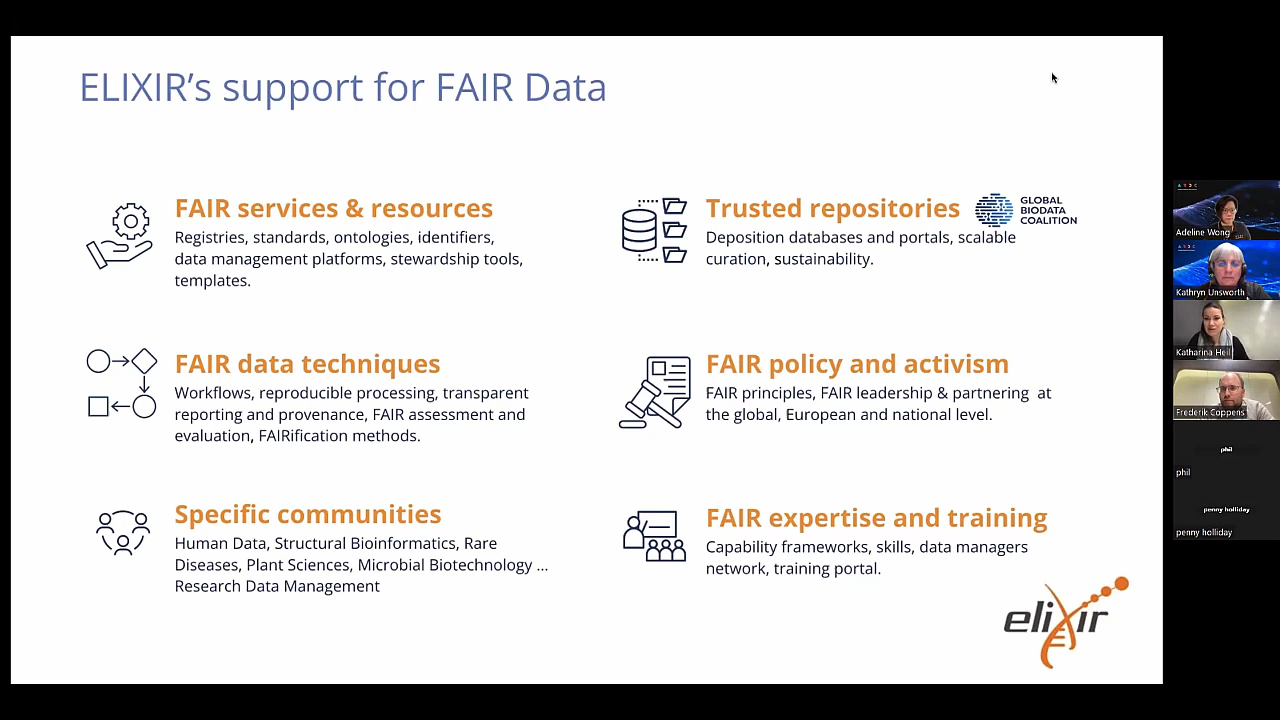 ELIXIR's support for FAIR Data
FAIR services & resources
Registries, standards, ontologies, identifiers,
data management platforms, stewardship tools,
templates.
Trusted repositories
GLOBAL
BIODATA
COALITION
Deposition databases and portals, scalable
curation, sustainability.
FAIR data techniques
Workflows, reproducible processing, transparent
reporting and provenance, FAIR assessment and
evaluation, FAIRification methods.
FAIR policy and activism
FAIR principles, FAIR leadership & partnering at
the global, European and national level.
Specific communities
Human Data, Structural Bioinformatics, Rare
Diseases, Plant Sciences, Microbial Biotechnology ...
Research Data Management
FAIR expertise and training
Capability frameworks, skills, data managers
network, training portal.
elixir
Adeline Wong
Kathryn Unsworth
Katharina Heil
Frederik Coppens
phil
phil
penny holliday
penny holliday